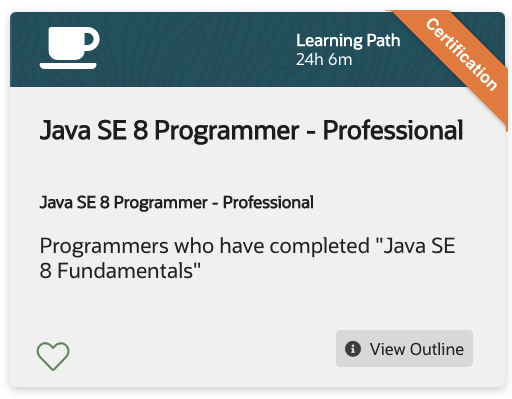 Learning Path
24h 6m
Certification
Java SE 8 Programmer - Professional
Java SE 8 Programmer - Professional
Programmers who have completed "Java SE
8 Fundamentals"
View Outline